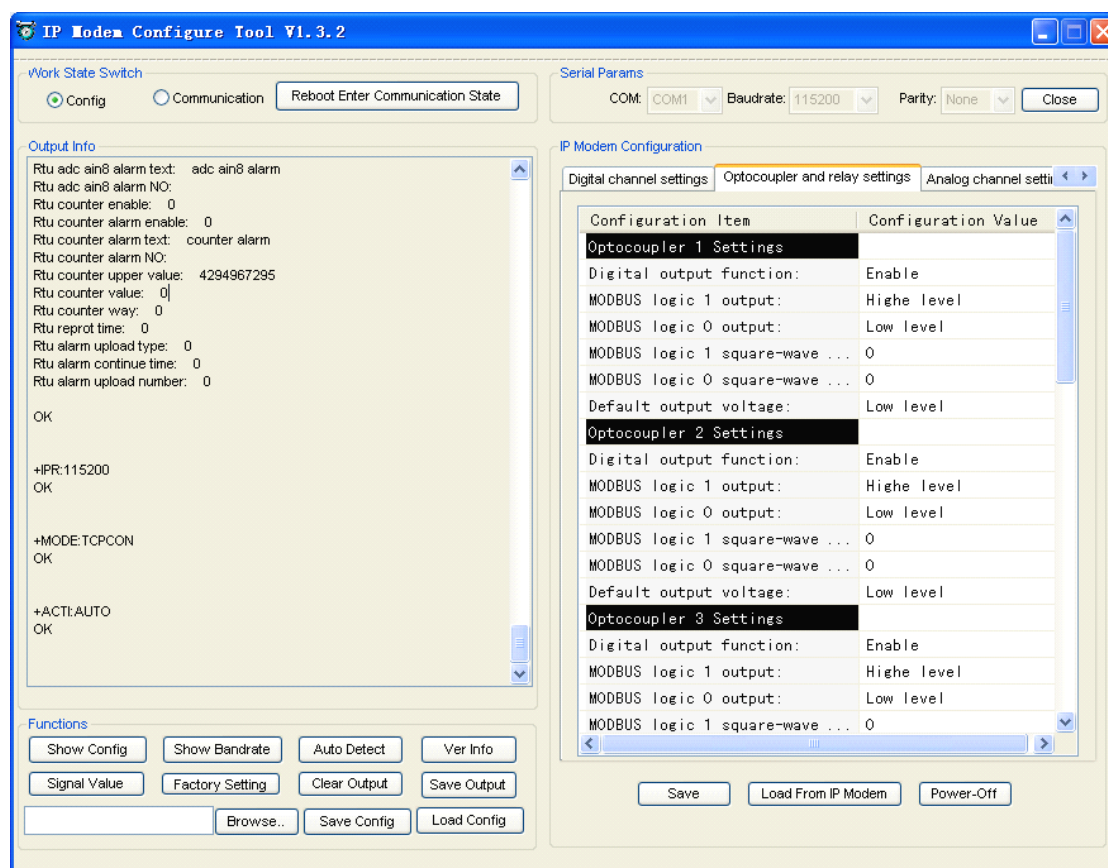 IP Modem Configure Tool V1.3.2
Work State Switch
Config
Communication
Reboot Enter Communication State
Serial Params
COM:
COM1
Baudrate:
115200
Parity:
None
Close
Output Info
Rtu adc ain8 alarm text: adc ain8 alarm
Rtu adc ain8 alarm NO:
Rtu counter enable: 0
Rtu counter alarm enable: 0
Rtu counter alarm text: counter alarm
Rtu counter alarm NO:
Rtu counter upper value: 4294967295
Rtu counter value: 0
Rtu counter way: 0
Rtu reprot time: 0
Rtu alarm upload type: 0
Rtu alarm continue time: 0
Rtu alarm upload number: 0
OK
+IPR:115200
OK
+MODE:TCPCON
OK
+ACTI:AUTO
OK
IP Modem Configuration
Digital channel settings
Optocoupler and relay settings
Analog channel settii
Configuration Item Configuration Value
Optocoupler 1 Settings
Digital output function: Enable
MODBUS logic 1 output: Highe level
MODBUS logic 0 output: Low level
MODBUS logic 1 square-wave ... 0
MODBUS logic 0 square-wave ... 0
Default output voltage: Low level
Optocoupler 2 Settings
Digital output function: Enable
MODBUS logic 1 output: Highe level
MODBUS logic 0 output: Low level
MODBUS logic 1 square-wave ... 0
MODBUS logic 0 square-wave ... 0
Default output voltage: Low level
Optocoupler 3 Settings
Digital output function: Enable
MODBUS logic 1 output: Highe level
MODBUS logic 0 output: Low level
MODBUS logic 1 square-wave ... 0
Functions
Show Config
Show Bandrate
Auto Detect
Ver Info
Signal Value
Factory Setting
Clear Output
Save Output
Browse..
Save Config
Load Config
Save
Load From IP Modem
Power-Off